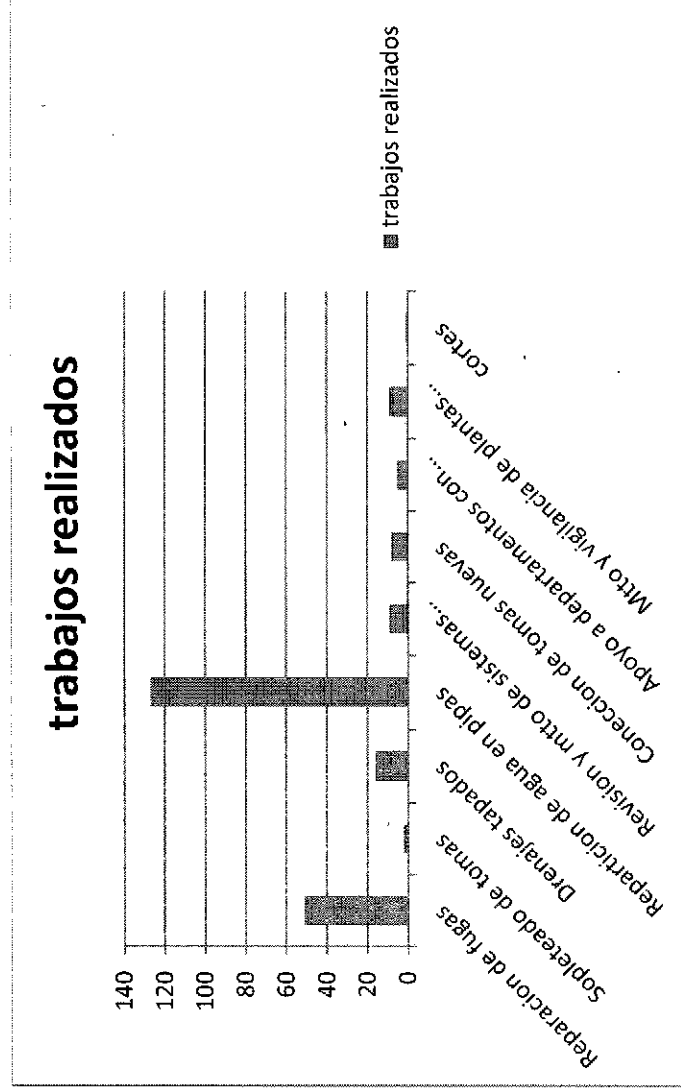 trabajos realizados
140
120
100
80
60
40
20
0
Reparacion de fugas
Sopleteado de tomas
Drenajes tapados
Reparticion de agua en pipas
Revision y mtto de sistemas...
Coneccion de tomas nuevas
Apoyo a departamentos con...
Mtto y vigilancia de plantas...
cortes
trabajos realizados